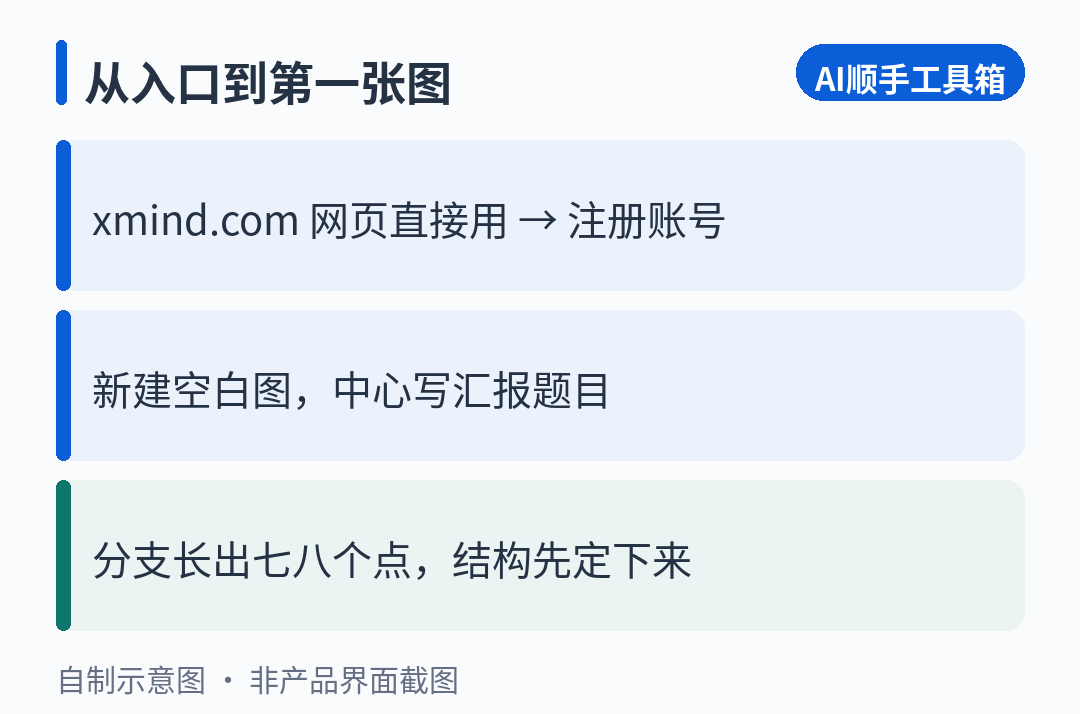 从入口到第一张图
AI顺手工具箱
xmind.com 网页直接用 → 注册账号
新建空白图，中心写汇报题目
分支长出七八个点，结构先定下来
自制示意图 · 非产品界面截图